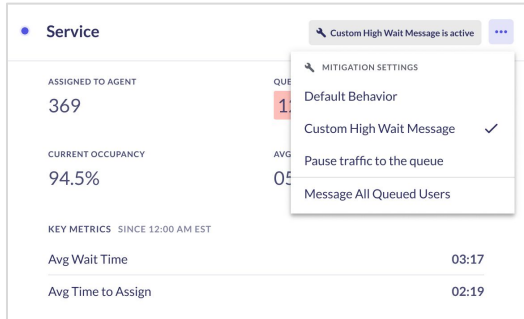 Service
Custom High Wait Message is active
ASSIGNED TO AGENT
369
CURRENT OCCUPANCY
94.5%
MITIGATION SETTINGS
Default Behavior
Custom High Wait Message
Pause traffic to the queue
Message All Queued Users
KEY METRICS SINCE 12:00 AM EST
Avg Wait Time 03:17
Avg Time to Assign 02:19